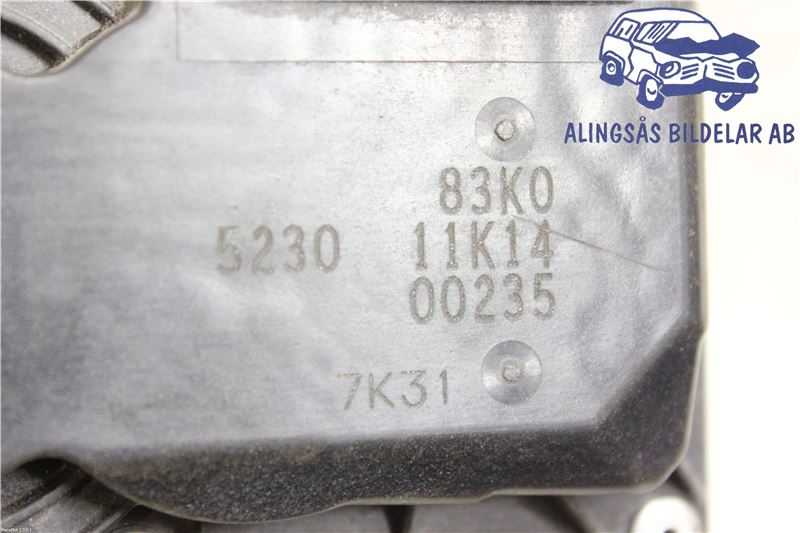 ALINGSÅS BILDELAR AB
83K0
5230 11K14
00235
7K31